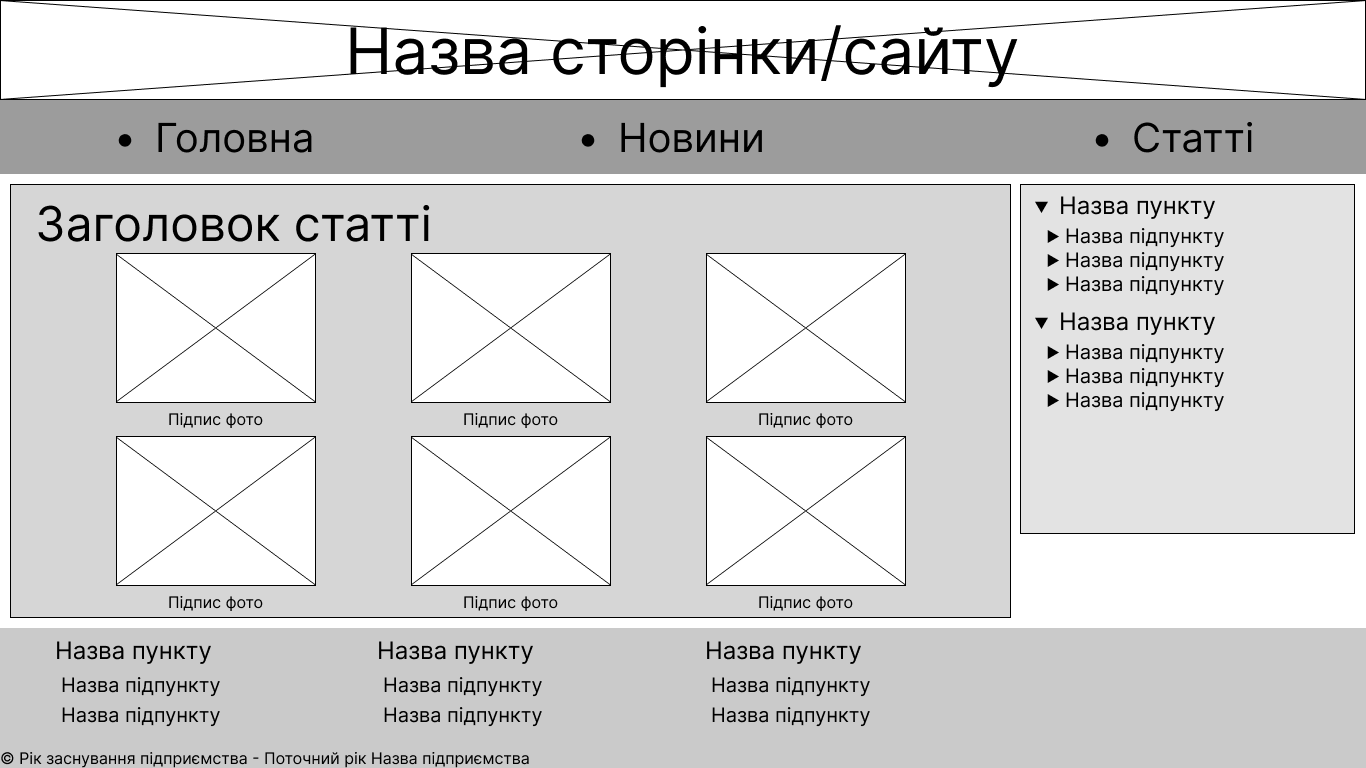 Назва сторінки/сайту
• Головна
• Новини
• Статті
Заголовок статті
Підпис фото
Підпис фото
Підпис фото
Підпис фото
Підпис фото
Підпис фото
▼ Назва пункту
▶ Назва підпункту
▶ Назва підпункту
▶ Назва підпункту
▼ Назва пункту
▶ Назва підпункту
▶ Назва підпункту
▶ Назва підпункту
Назва пункту
Назва підпункту
Назва підпункту
Назва пункту
Назва підпункту
Назва підпункту
Назва пункту
Назва підпункту
Назва підпункту
© Рік заснування підприємства - Поточний рік Назва підприємства